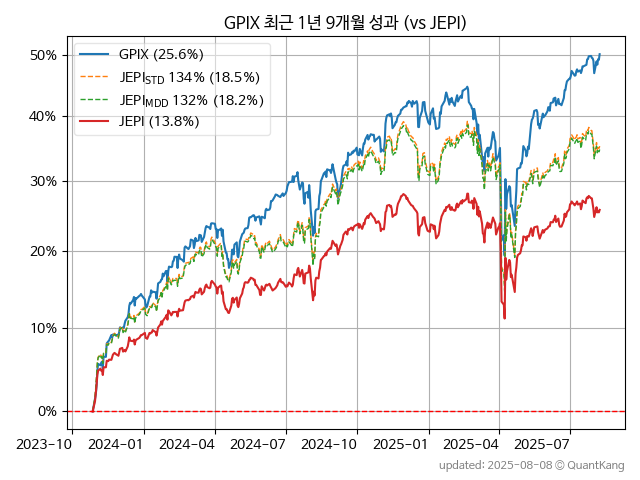 GPIX 최근 1년 9개월 성과 (vs JEPI)
GPIX (25.6%)
JEPI_STD 134% (18.5%)
JEPI_MDD 132% (18.2%)
JEPI (13.8%)
50%
40%
30%
20%
10%
0%
2023-10 2024-01 2024-04 2024-07 2024-10 2025-01 2025-04 2025-07
updated: 2025-08-08 © QuantKang